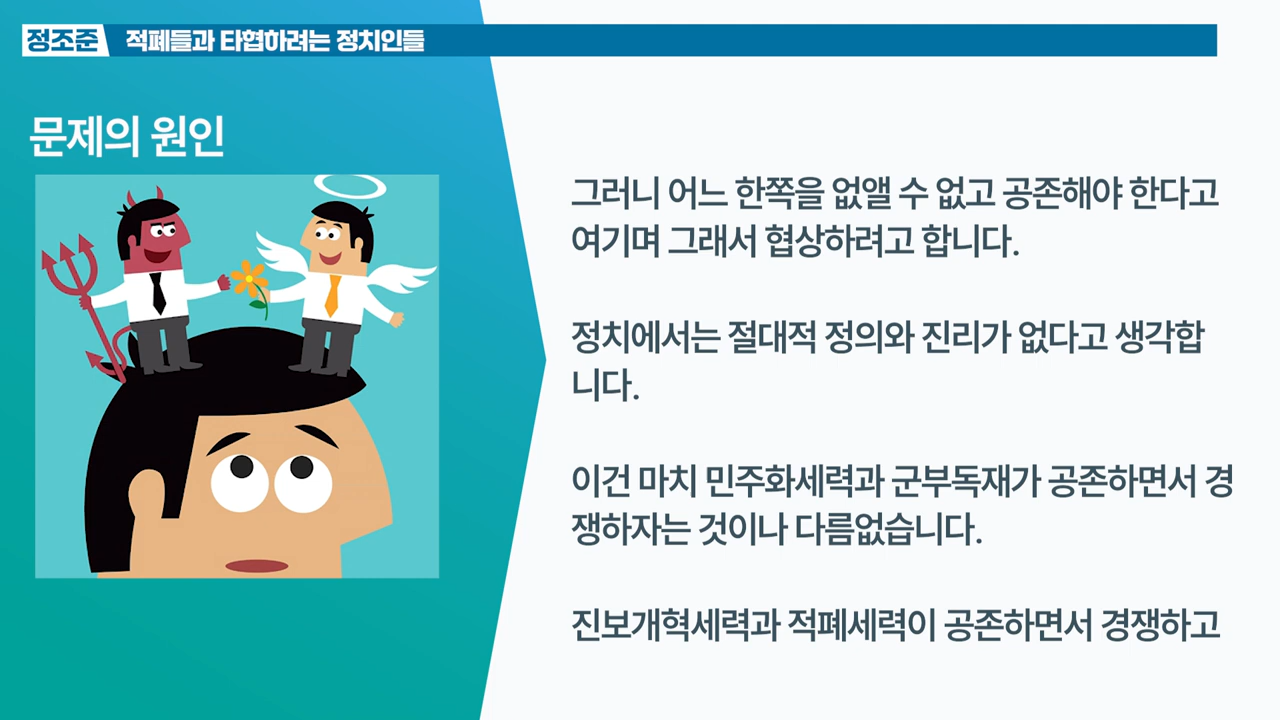 정조준 적폐들과 타협하려는 정치인들
문제의 원인
그러니 어느 한쪽을 없앨 수 없고 공존해야 한다고
여기며 그래서 협상하려고 합니다.
정치에서는 절대적 정의와 진리가 없다고 생각합
니다.
이건 마치 민주화세력과 군부독재가 공존하면서 경
쟁하자는 것이나 다름없습니다.
진보개혁세력과 적폐세력이 공존하면서 경쟁하고